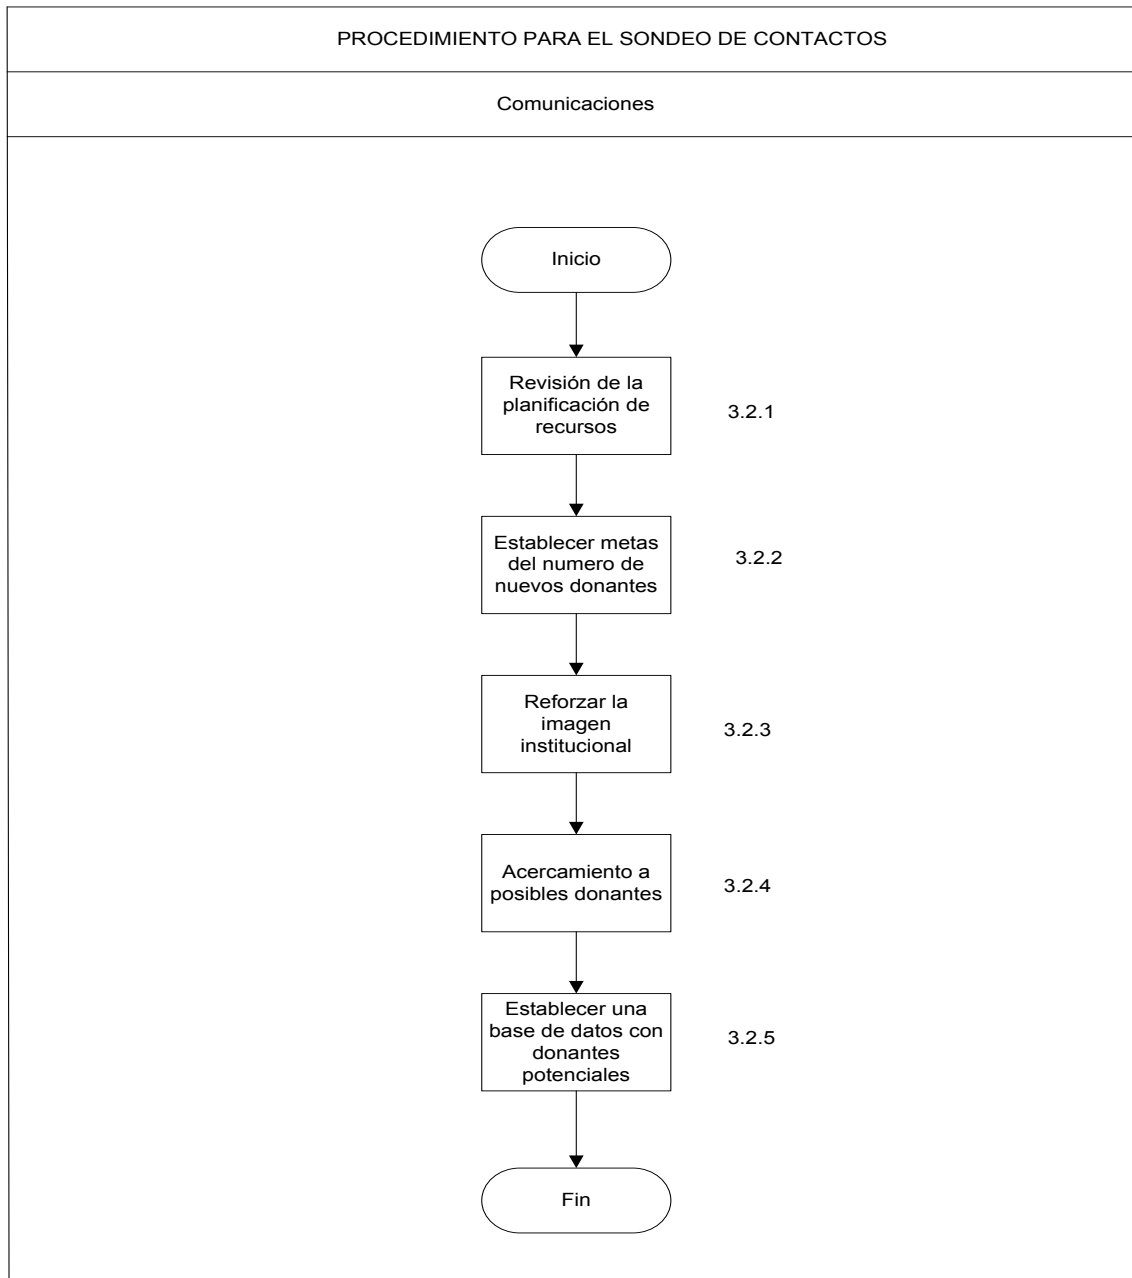 PROCEDIMIENTO PARA EL SONDEO DE CONTACTOS
Comunicaciones
Inicio
Revisión de la
planificación de
recursos
3.2.1
Establecer metas
del numero de
nuevos donantes
3.2.2
Reforzar la
imagen
institucional
3.2.3
Acercamiento a
posibles donantes
3.2.4
Establecer una
base de datos con
donantes
potenciales
3.2.5
Fin